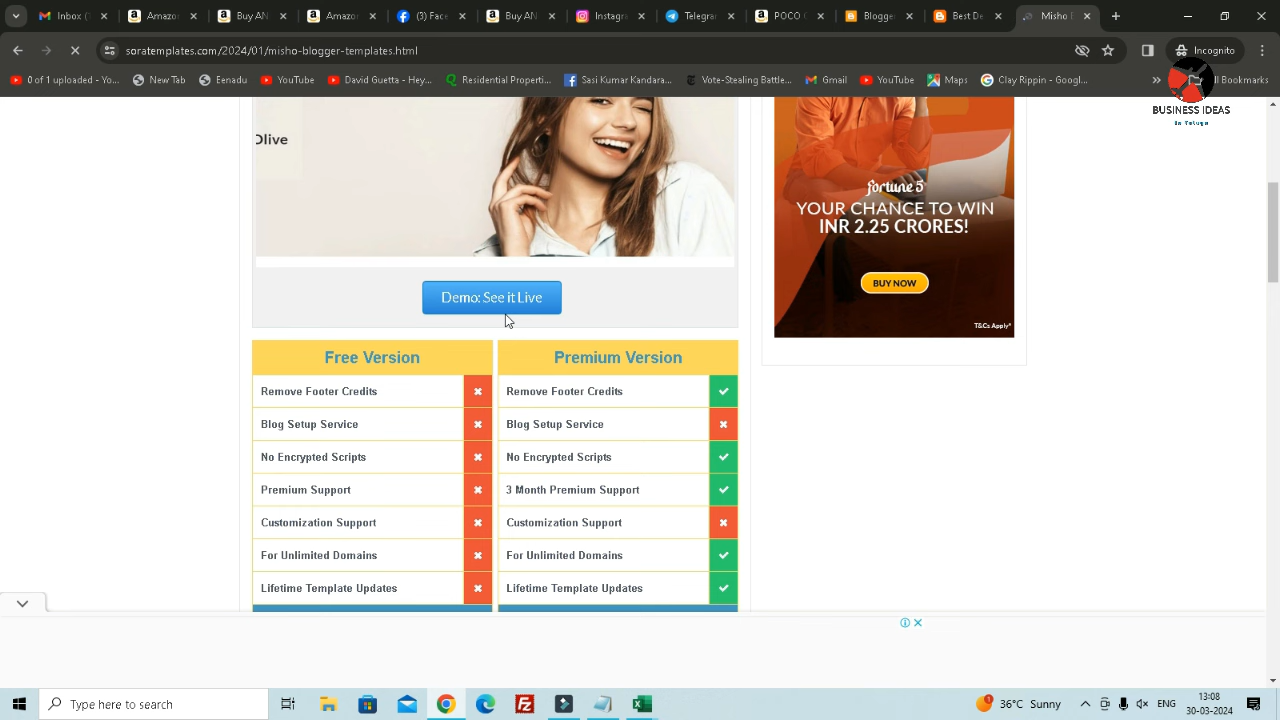 Inbox (
Amazor
Amazor
Buy AN
(3) Face
Buy AN
Instagr
Telegrar
POCO C
Blogge
Best De
Misho E
soratemplates.com/2024/01/misho-blogger-templates.html
Incognito
0 of 1 uploaded - Yo...
New Tab
Eenadu
YouTube
David Guetta - Hey,...
Residential Properti...
Sasi Kumar Kandara...
Vote-Stealing Battle...
Gmail
YouTube
Maps
Clay Rippin - Googl...
ll Bookmarks
BUSINESS IDEAS
In Telugu
Olive
Demo: See it Live
fortune 5
YOUR CHANCE TO WIN
INR 2.25 CRORES!
BUY NOW
T&Cs Apply*
Free Version
Remove Footer Credits
Blog Setup Service
No Encrypted Scripts
Premium Support
Customization Support
For Unlimited Domains
Lifetime Template Updates
Premium Version
Remove Footer Credits
Blog Setup Service
No Encrypted Scripts
3 Month Premium Support
Customization Support
For Unlimited Domains
Lifetime Template Updates
Type here to search
1
36°C Sunny
ENG
13:08
30-03-2024